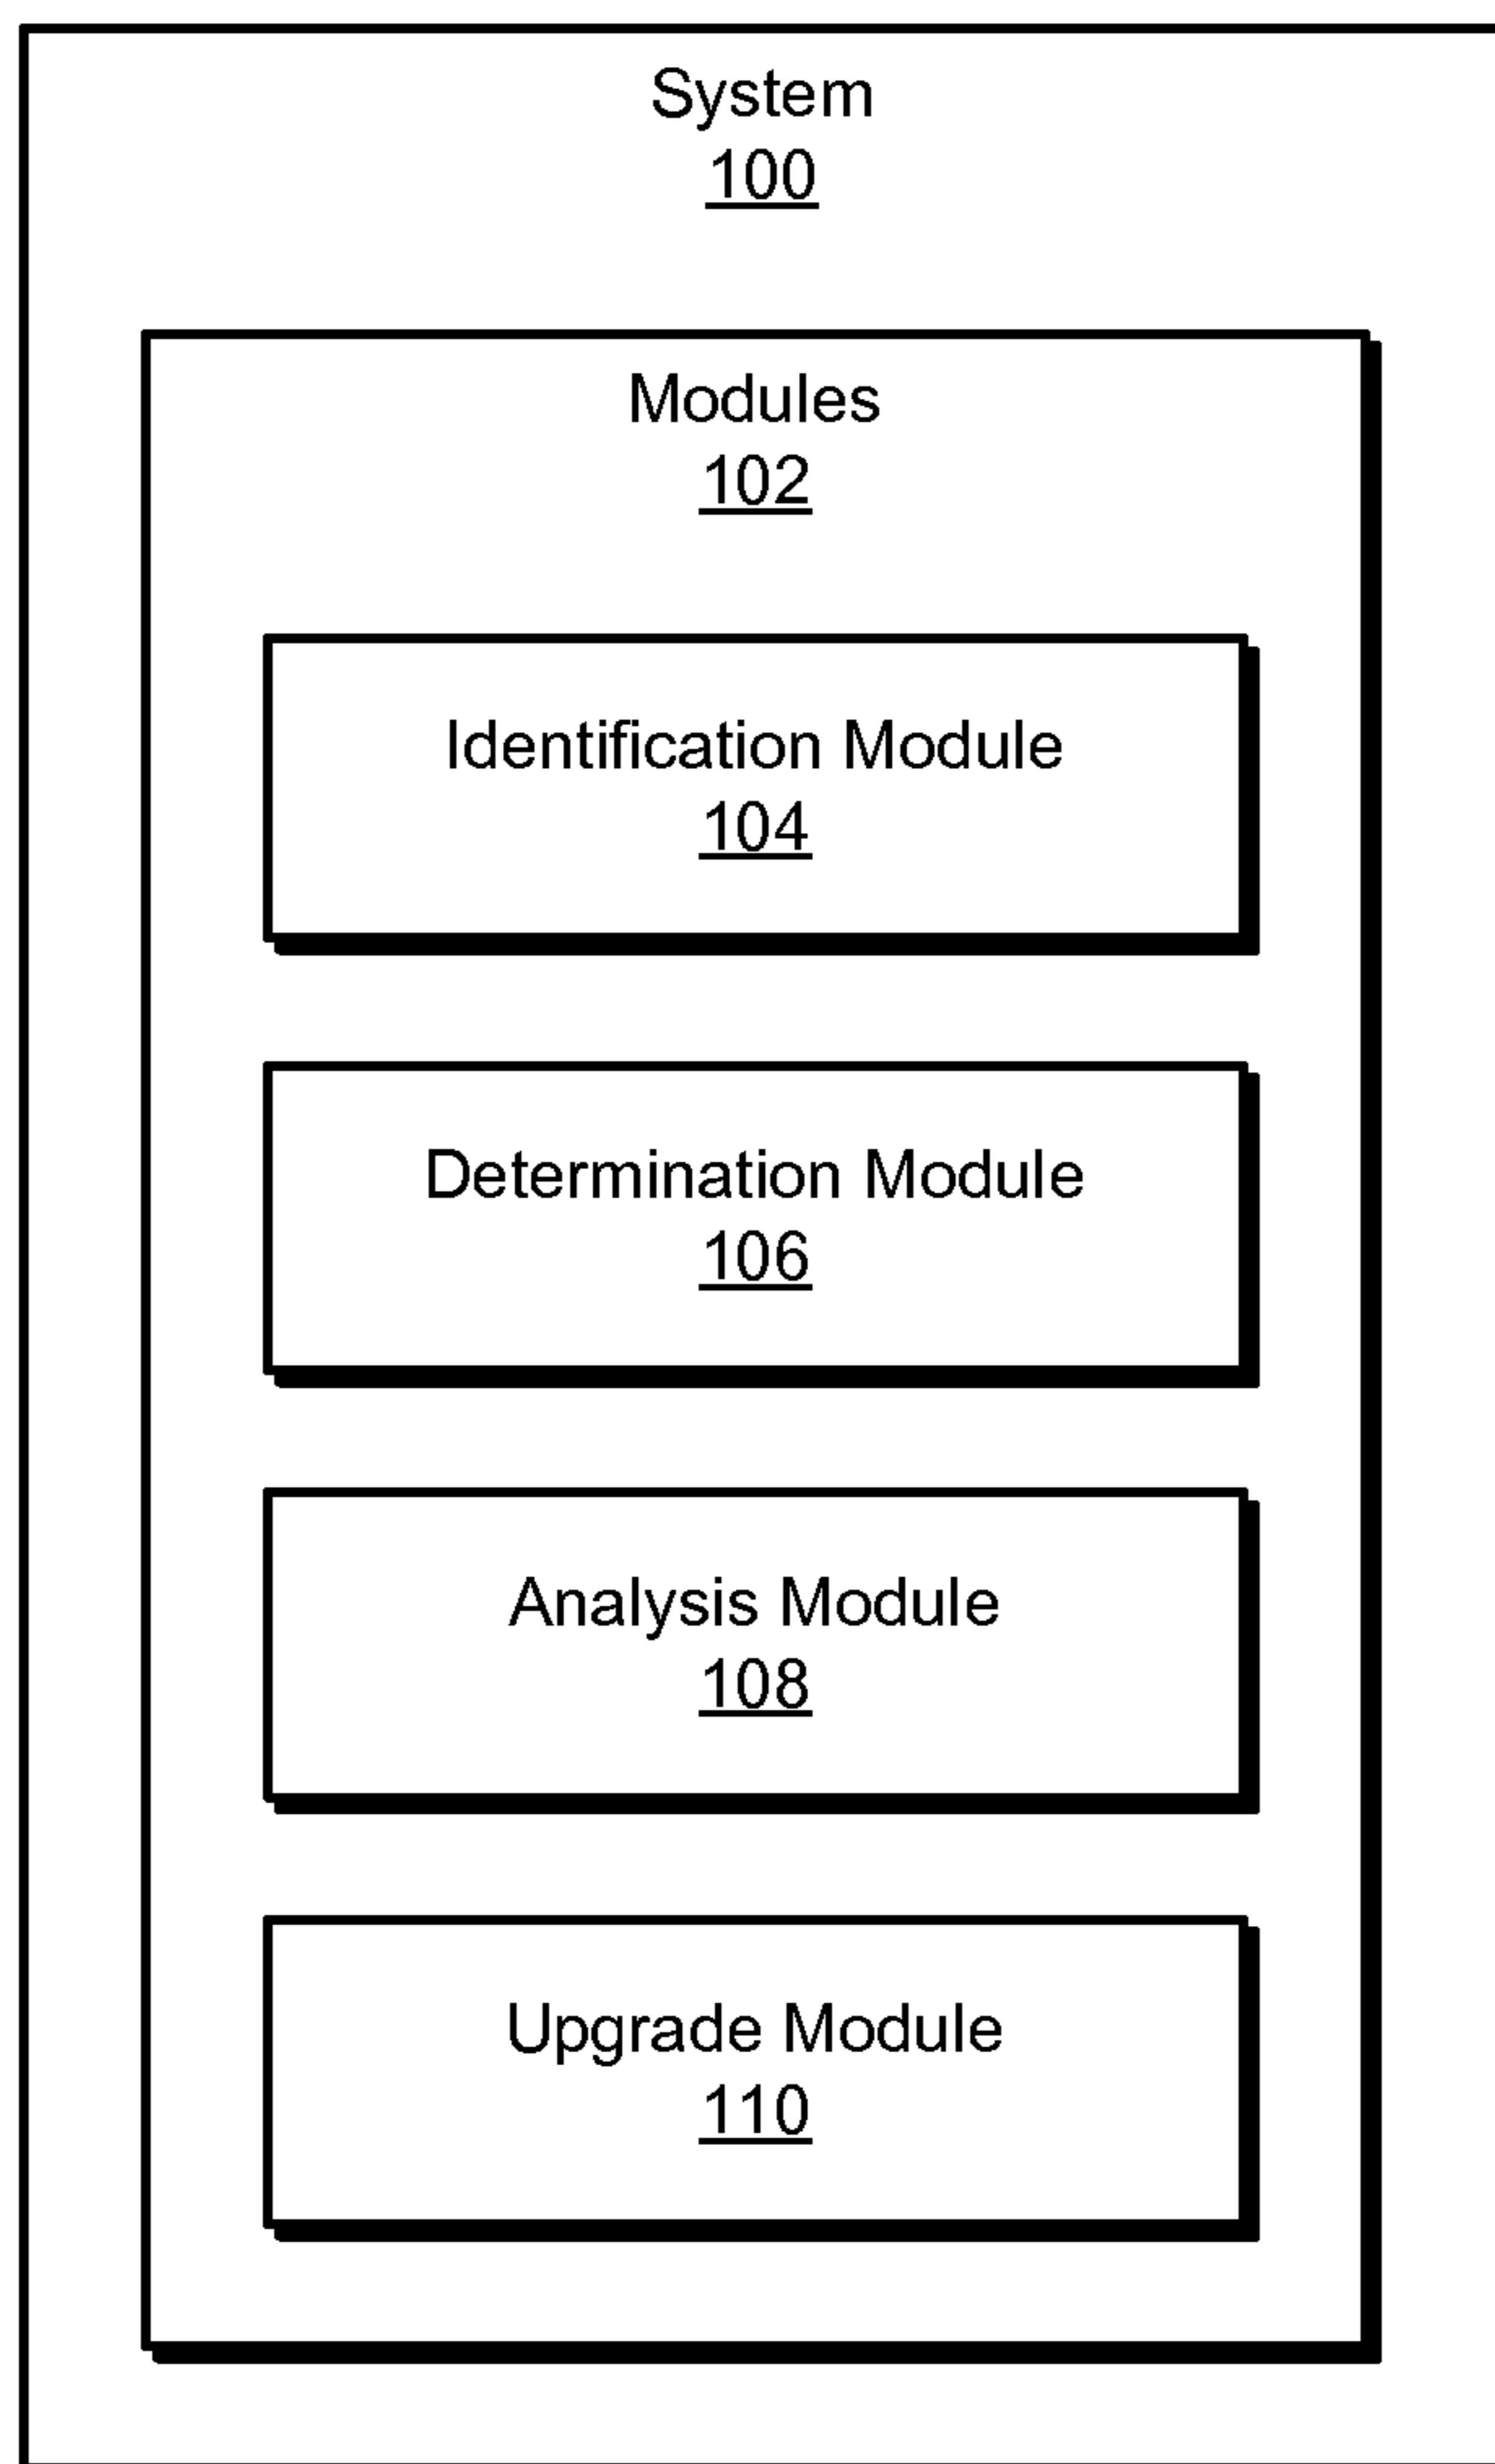 System
100
Modules
102
Identification Module
104
Determination Module
106
Analysis Module
108
Upgrade Module
110